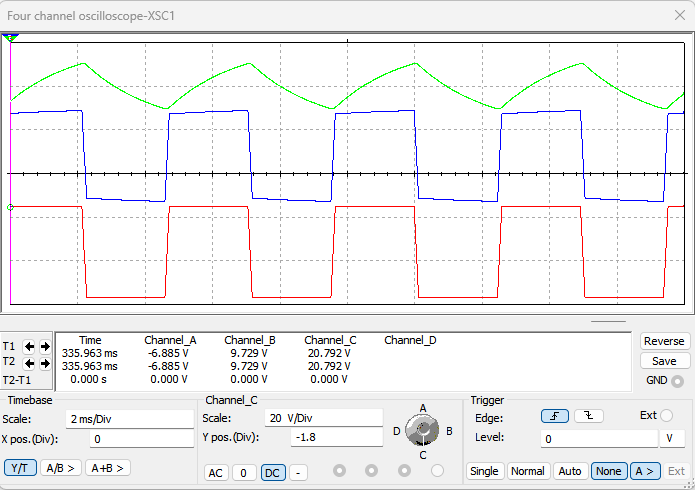 Four channel oscilloscope-XSC1
Time Channel_A Channel_B Channel_C Channel_D
T1 335.963 ms -6.885 V 9.729 V 20.792 V
T2 335.963 ms -6.885 V 9.729 V 20.792 V
T2-T1 0.000 s 0.000 V 0.000 V 0.000 V
Reverse
Save
GND
Timebase
Scale: 2 ms/Div
X pos.(Div): 0
Y/T A/B > A+B >
Channel_C
Scale: 20 V/Div
Y pos.(Div): -1.8
AC 0 DC -
A
D B
C
Trigger
Edge: Ext
Level: 0 V
Single Normal Auto None A > Ext